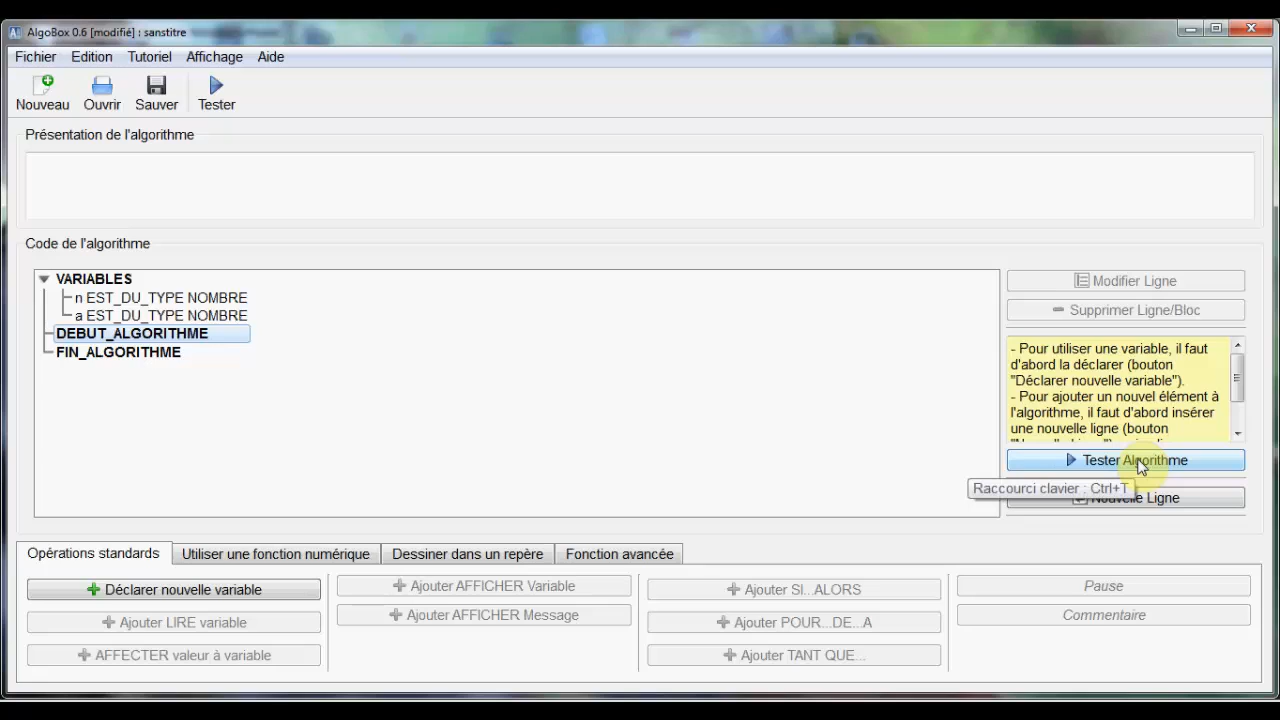 AlgoBox 0.6 [modifié] : sanstitre
Fichier Edition Tutoriel Affichage Aide
Nouveau Ouvrir Sauver Tester
Présentation de l'algorithme
Code de l'algorithme
VARIABLES
n EST_DU_TYPE NOMBRE
a EST_DU_TYPE NOMBRE
DEBUT_ALGORITHME
FIN_ALGORITHME
Modifier Ligne
Supprimer Ligne/Bloc
- Pour utiliser une variable, il faut
d'abord la déclarer (bouton
"Déclarer nouvelle variable").
- Pour ajouter un nouvel élément à
l'algorithme, il faut d'abord insérer
une nouvelle ligne (bouton
Tester Algorithme
Raccourci clavier : Ctrl+T
Nouvelle Ligne
Opérations standards Utiliser une fonction numérique Dessiner dans un repère Fonction avancée
Déclarer nouvelle variable
Ajouter LIRE variable
AFFECTER valeur à variable
Ajouter AFFICHER Variable
Ajouter AFFICHER Message
Ajouter SI...ALORS
Ajouter POUR...DE...A
Ajouter TANT QUE...
Pause
Commentaire